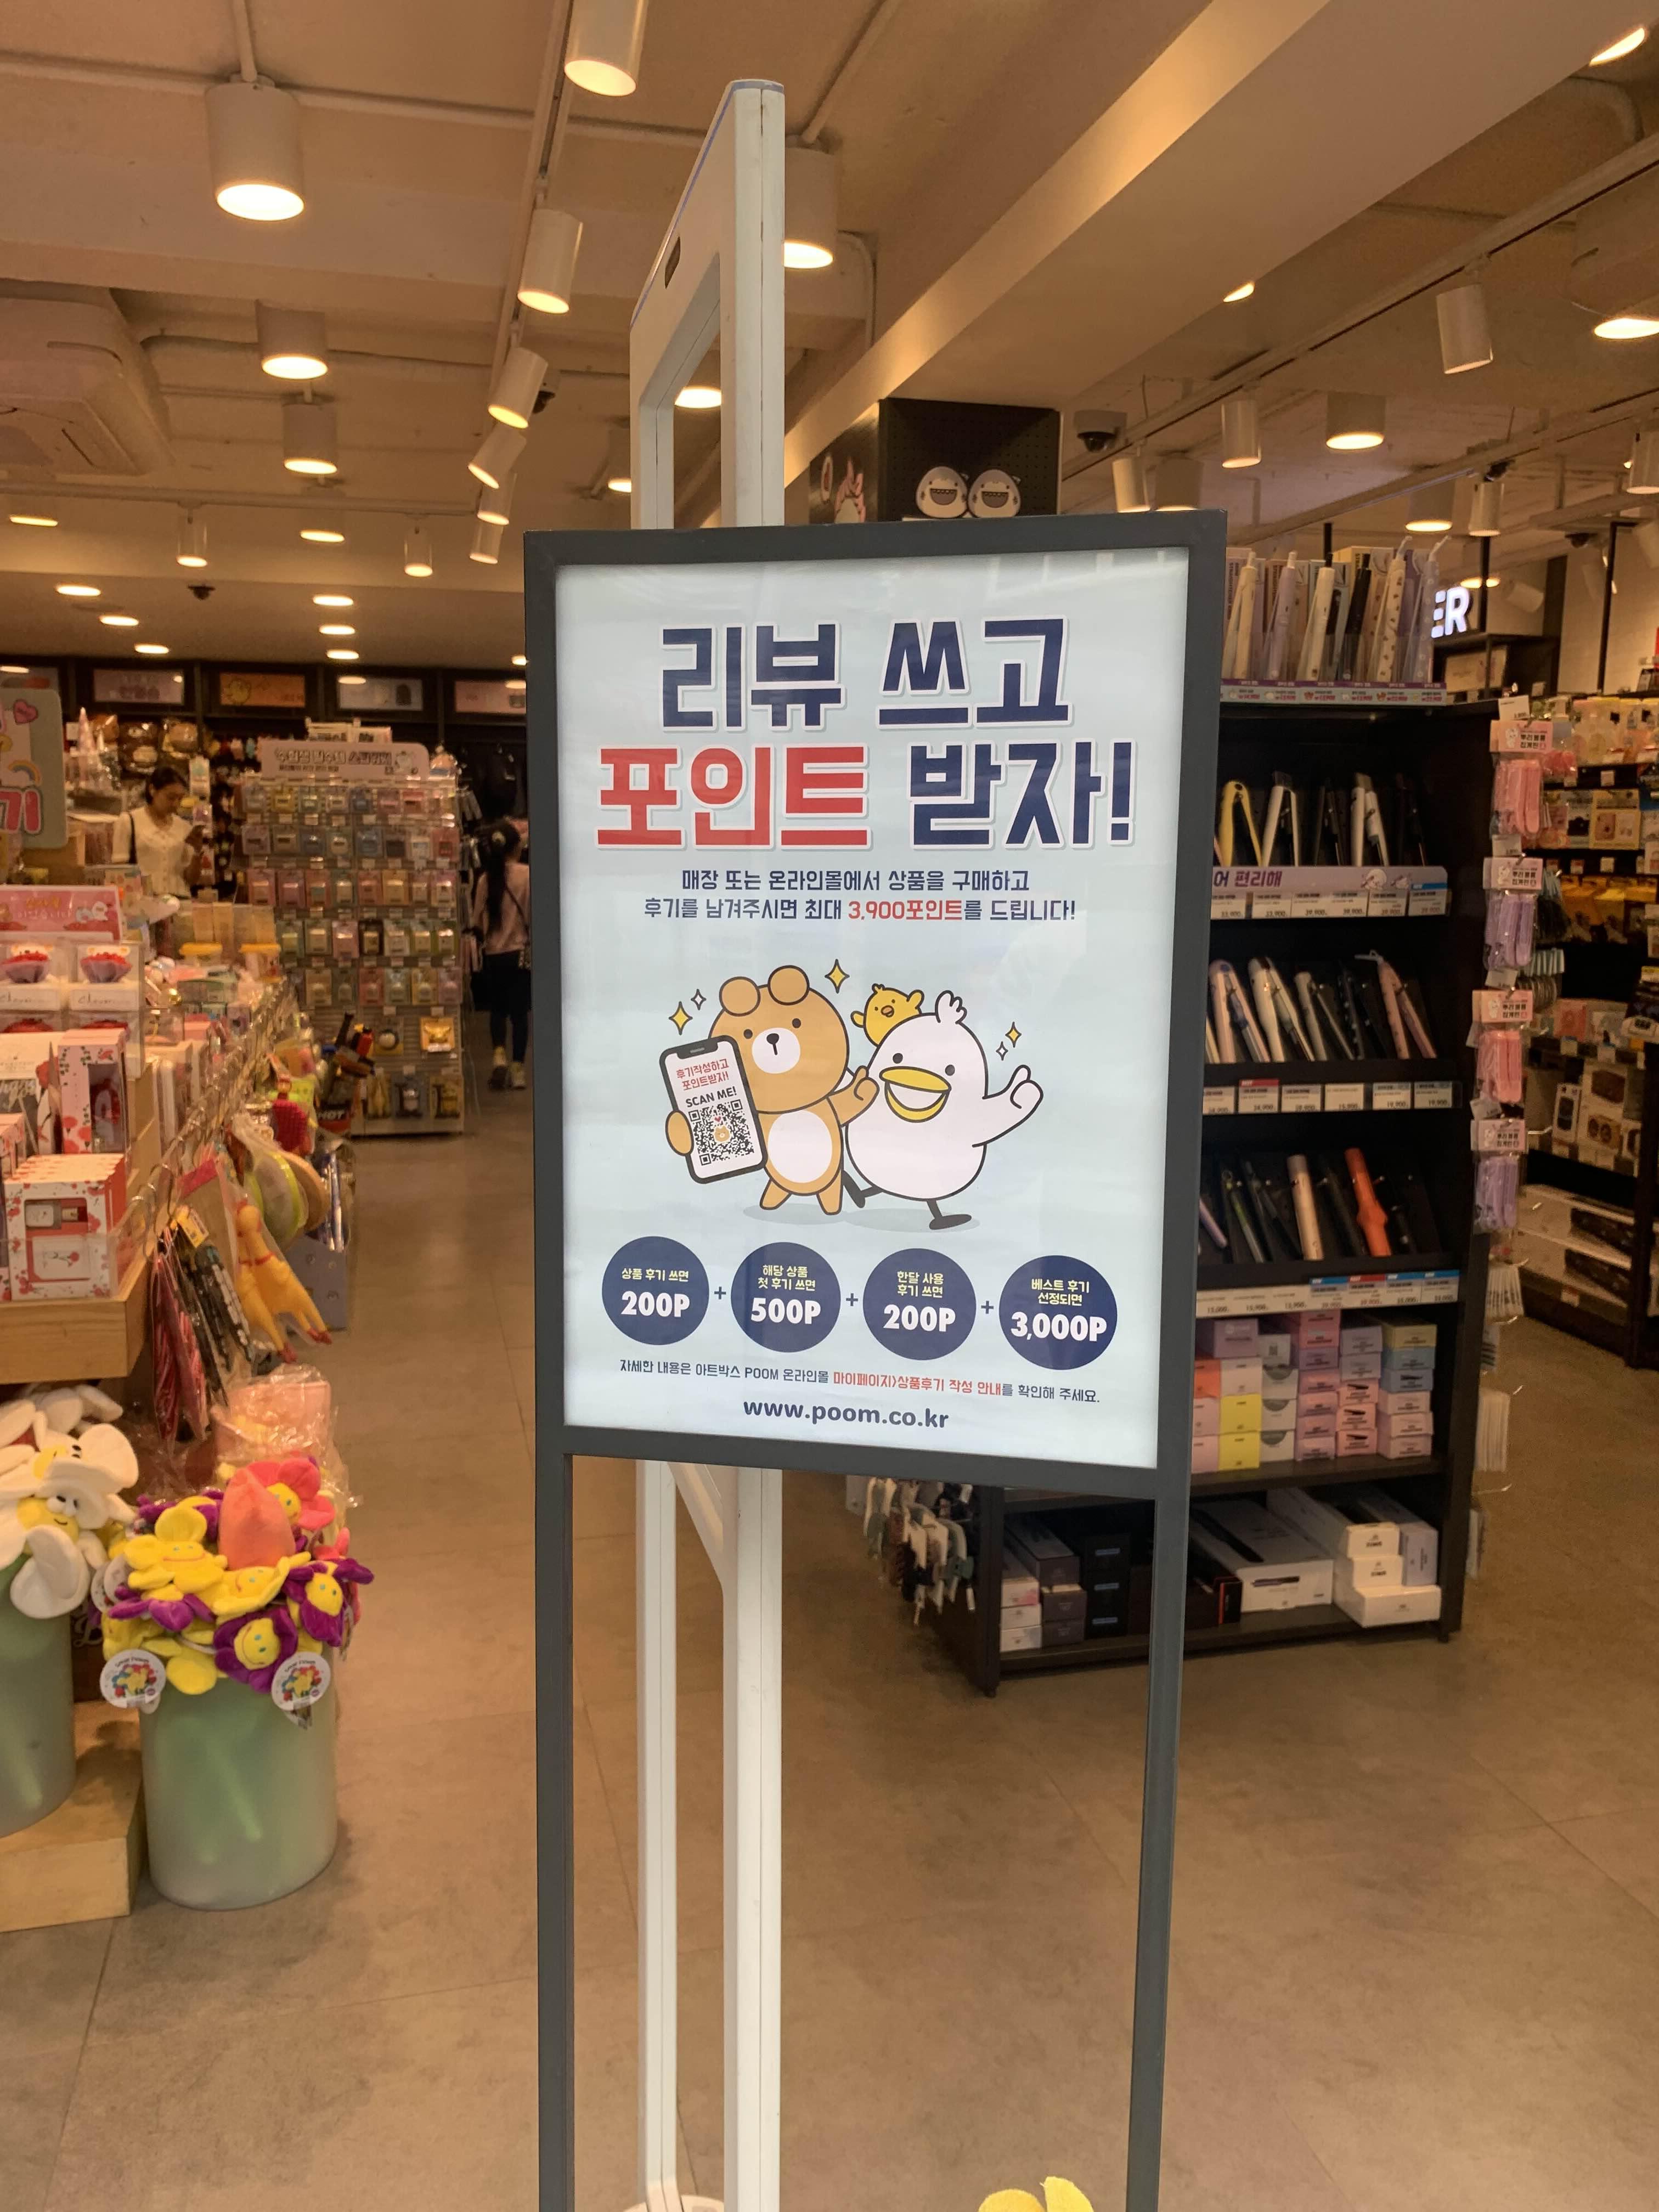 리뷰 쓰고
포인트 받자!
매장 또는 온라인몰에서 상품을 구매하고
후기를 남겨주시면 최대 3,900포인트를 드립니다!
후기작성하고
포인트받자!
SCAN ME!
상품 후기 쓰면
200P
+
해당 상품
첫 후기 쓰면
500P
+
한달 사용
후기 쓰면
200P
+
베스트 후기
선정되면
3,000P
자세한 내용은 아트박스 POOM 온라인몰 마이페이지>상품후기 작성 안내를 확인해 주세요.
www.poom.co.kr
ER
어 편리해